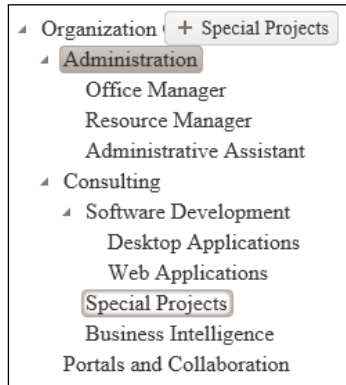 Organization + Special Projects
Administration
Office Manager
Resource Manager
Administrative Assistant
Consulting
Software Development
Desktop Applications
Web Applications
Special Projects
Business Intelligence
Portals and Collaboration